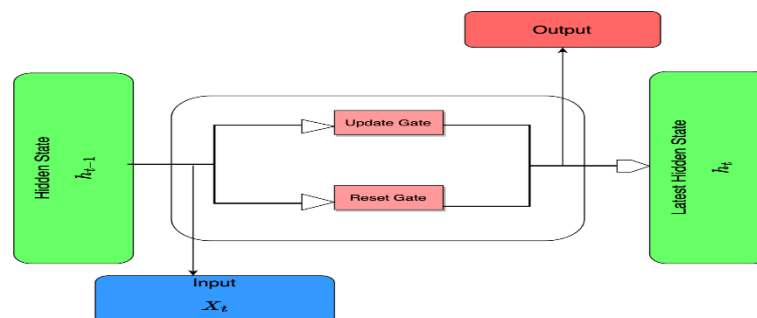 Output
Hidden State
h_{t-1}
Update Gate
Reset Gate
Latest Hidden State
h_t
Input
X_t